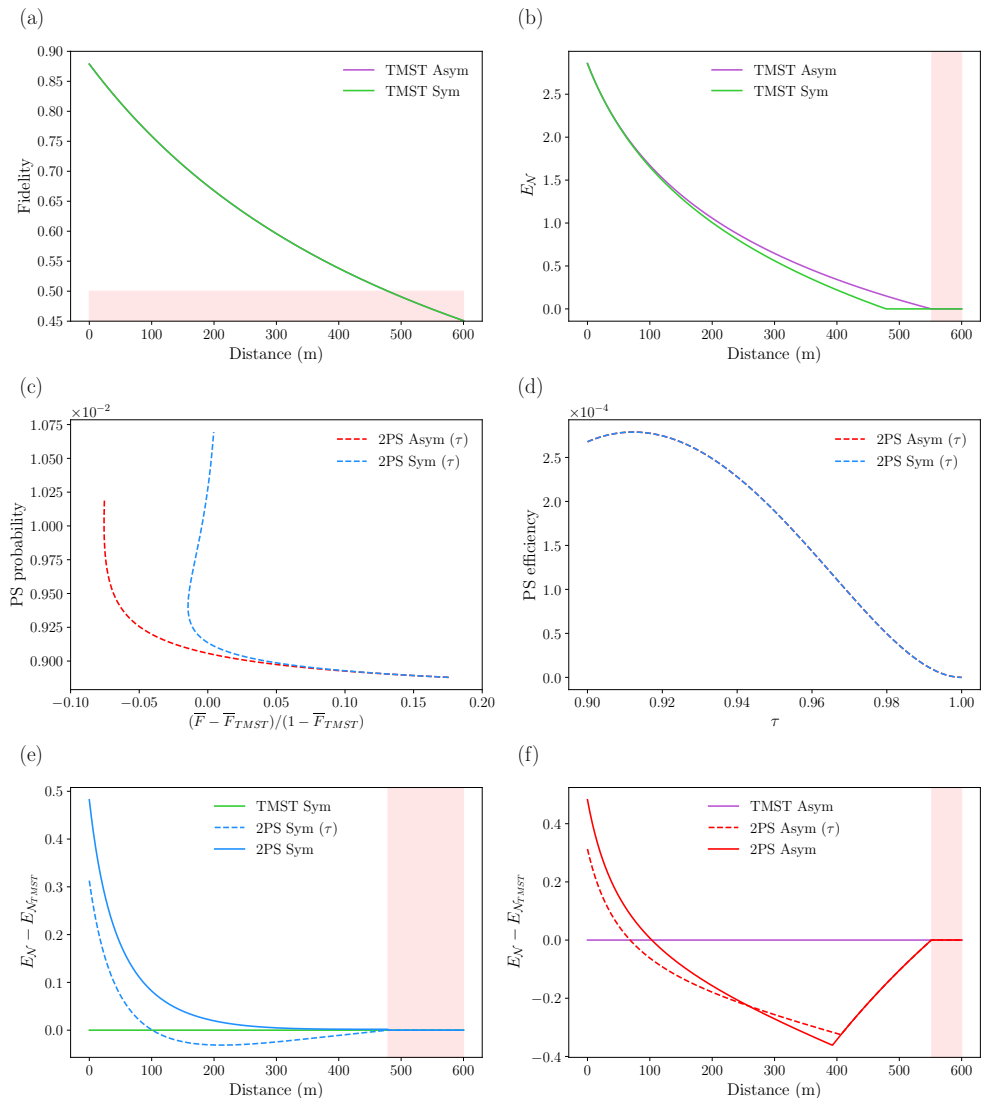 (a)
0.90
0.85
0.80
0.75
0.70
0.65
0.60
0.55
0.50
0.45
Fidelity
TMST Asym
TMST Sym
0
100
200
300
400
500
600
Distance (m)
(b)
2.5
2.0
1.5
1.0
0.5
0.0
E_𝒩
TMST Asym
TMST Sym
0
100
200
300
400
500
600
Distance (m)
(c)
×10⁻²
1.075
1.050
1.025
1.000
0.975
0.950
0.925
0.900
PS probability
2PS Asym (τ)
2PS Sym (τ)
−0.10
−0.05
0.00
0.05
0.10
0.15
0.20
(F̅ − F̅_TMST)/(1 − F̅_TMST)
(d)
×10⁻⁴
2.5
2.0
1.5
1.0
0.5
0.0
PS efficiency
2PS Asym (τ)
2PS Sym (τ)
0.90
0.92
0.94
0.96
0.98
1.00
τ
(e)
0.5
0.4
0.3
0.2
0.1
0.0
E_𝒩 − E_𝒩_TMST
TMST Sym
2PS Sym (τ)
2PS Sym
0
100
200
300
400
500
600
Distance (m)
(f)
0.4
0.2
0.0
−0.2
−0.4
E_𝒩 − E_𝒩_TMST
TMST Asym
2PS Asym (τ)
2PS Asym
0
100
200
300
400
500
600
Distance (m)